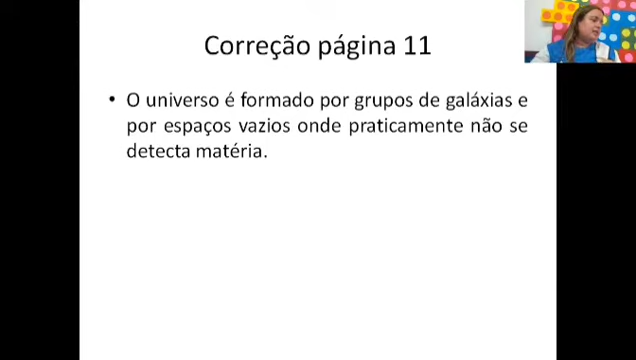 Correção página 11
• O universo é formado por grupos de galáxias e
por espaços vazios onde praticamente não se
detecta matéria.